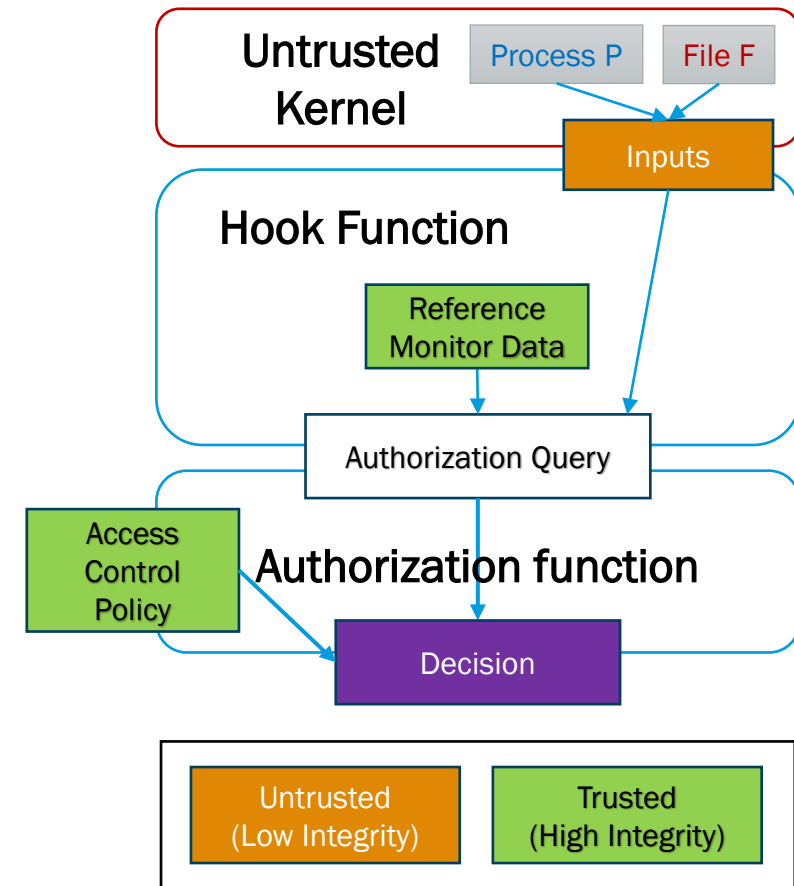 Untrusted
Kernel
Process P
File F
Inputs
Hook Function
Reference
Monitor Data
Authorization Query
Access
Control
Policy
Authorization function
Decision
Untrusted
(Low Integrity)
Trusted
(High Integrity)